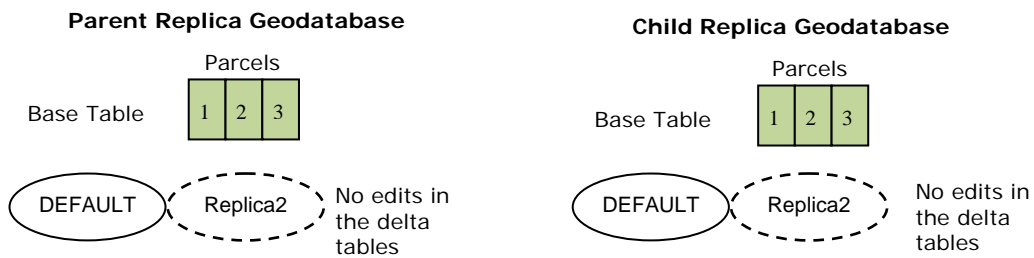 Parent Replica Geodatabase
Parcels
Base Table
1 2 3
DEFAULT
Replica2
No edits in
the delta
tables
Child Replica Geodatabase
Parcels
Base Table
1 2 3
DEFAULT
Replica2
No edits in
the delta
tables